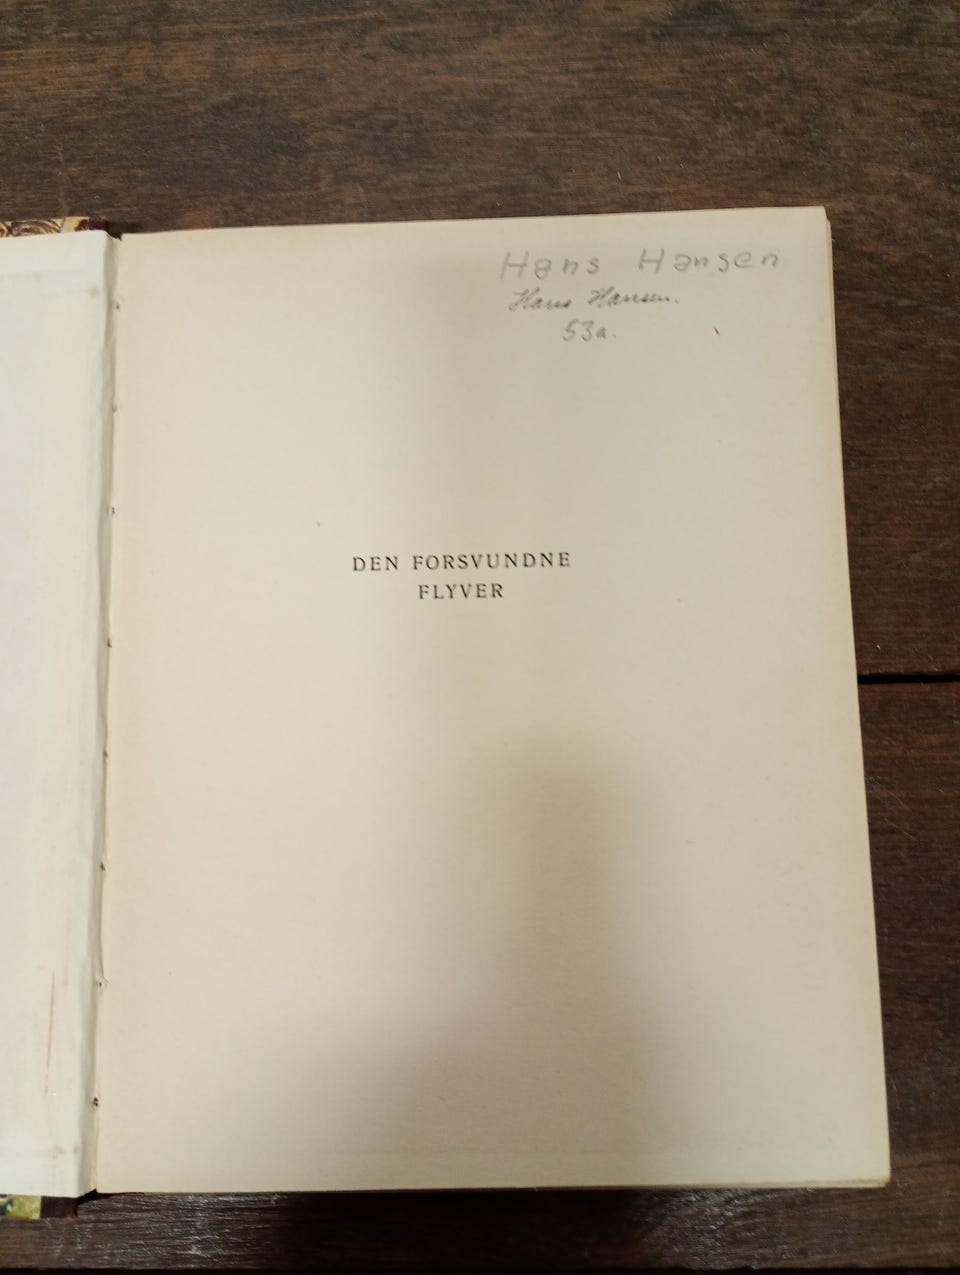 Hans Hansen
Hans Hansen.
53a.
DEN FORSVUNDNE
FLYVER